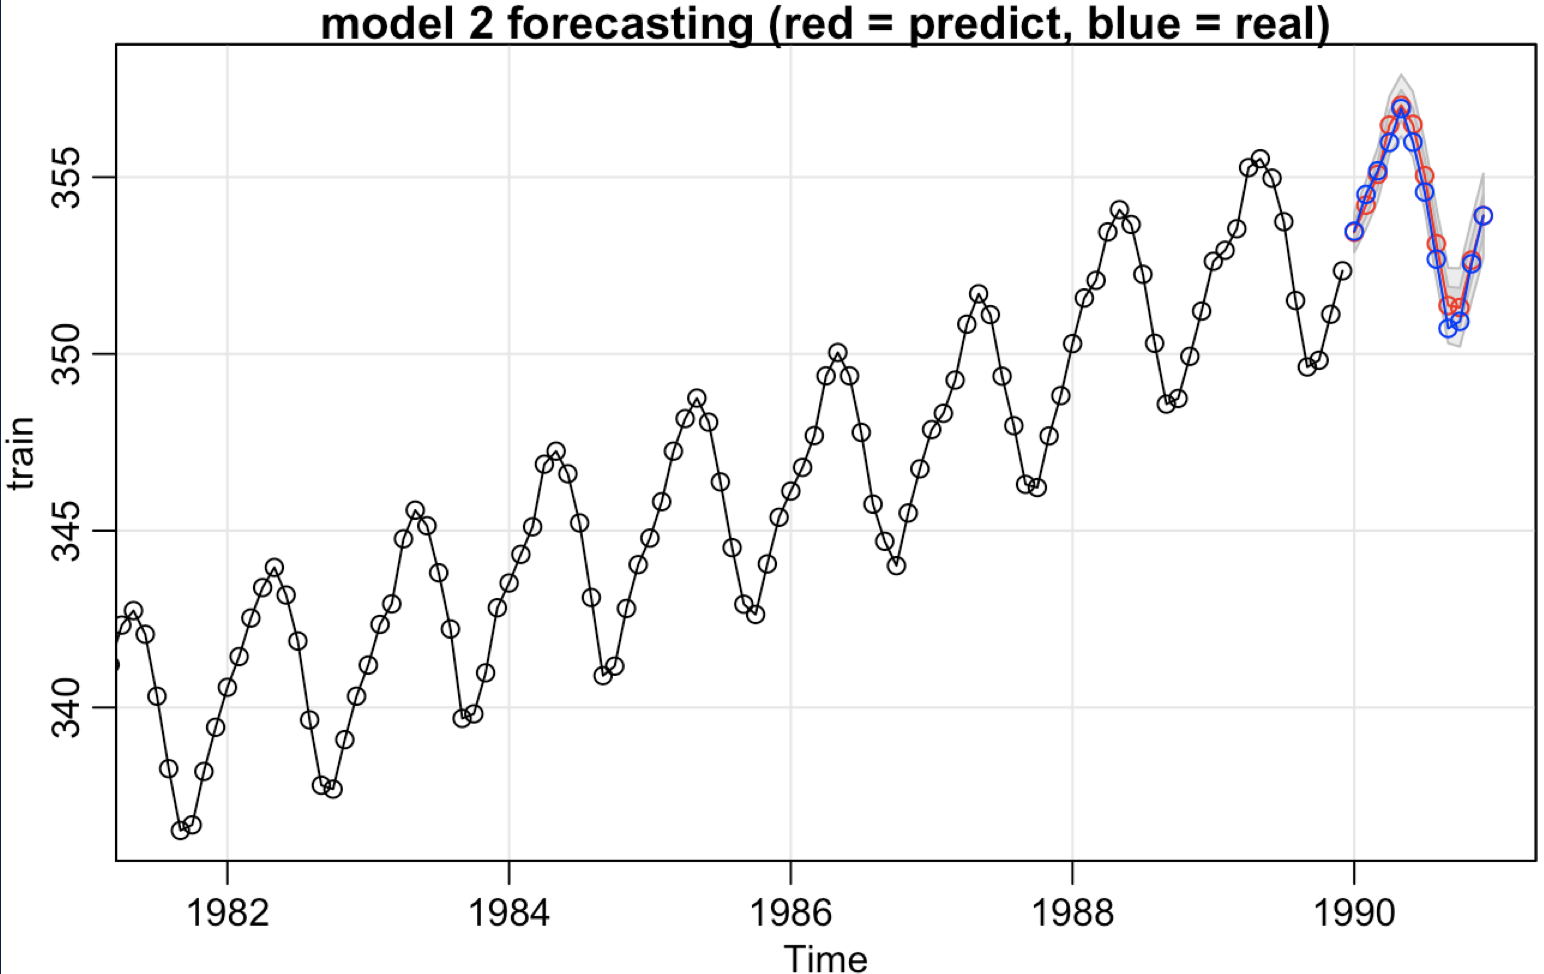 model 2 forecasting (red = predict, blue = real)
355
350
345
340
train
1982 1984 1986 1988 1990
Time